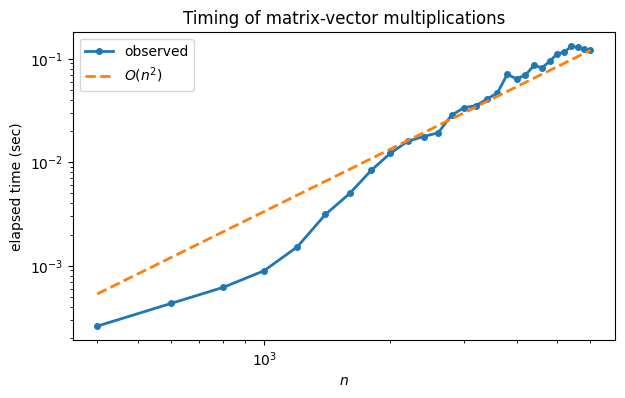 Timing of matrix-vector multiplications
observed
O(n²)
elapsed time (sec)
10⁻¹
10⁻²
10⁻³
10³
n